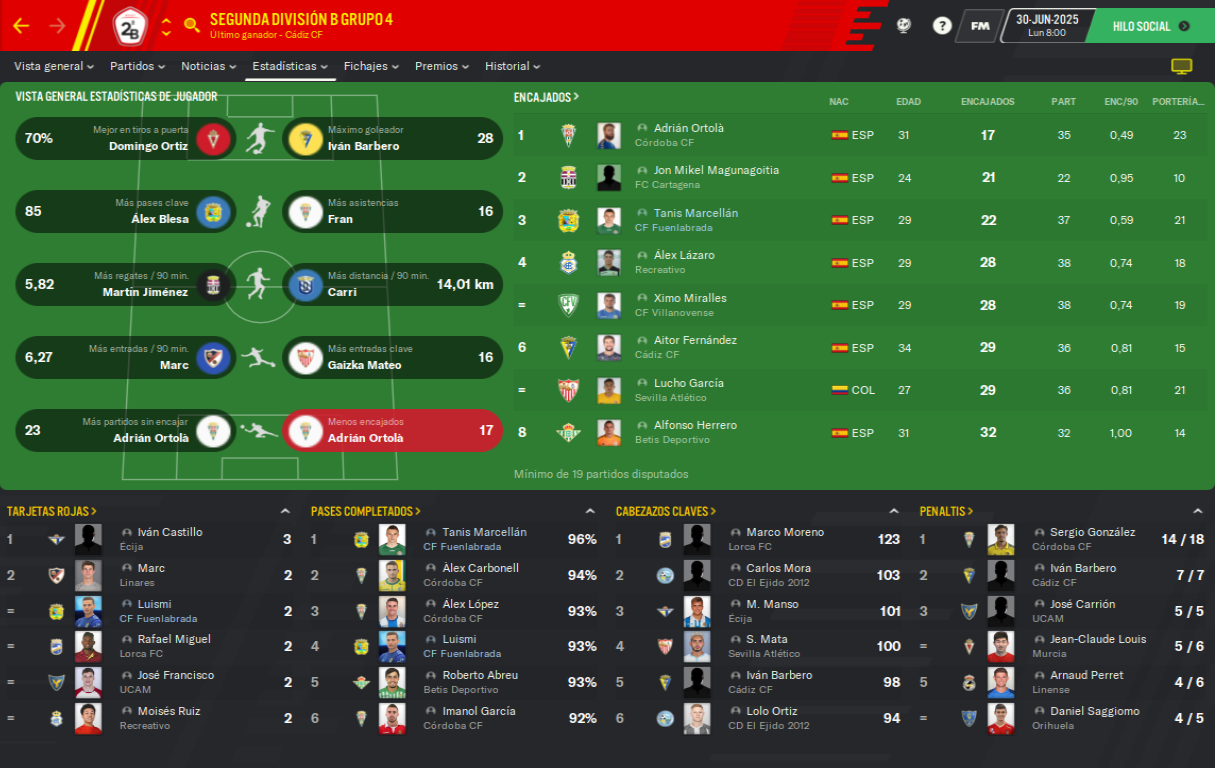 SEGUNDA DIVISIÓN B GRUPO 4
Último ganador - Cádiz CF
2ªB
?
FM
30-JUN-2025
Lun 8:00
HILO SOCIAL
Vista general
Partidos
Noticias
Estadísticas
Fichajes
Premios
Historial
VISTA GENERAL ESTADÍSTICAS DE JUGADOR
70%
Mejor en tiros a puerta
Domingo Ortiz
Máximo goleador
Iván Barbero
28
85
Más pases clave
Álex Blesa
Más asistencias
Fran
16
5,82
Más regates / 90 min.
Martín Jiménez
Más distancia / 90 min.
Carri
14,01 km
6,27
Más entradas / 90 min.
Marc
Más entradas clave
Gaizka Mateo
16
23
Más partidos sin encajar
Adrián Ortolà
Menos encajados
Adrián Ortolà
17
ENCAJADOS
NAC EDAD ENCAJADOS PART ENC/90 PORTERÍA...
1 Adrián Ortolà ESP 31 17 35 0,49 23
Córdoba CF
2 Jon Mikel Magunagoitia ESP 24 21 22 0,95 10
FC Cartagena
3 Tanis Marcellán ESP 29 22 37 0,59 21
CF Fuenlabrada
4 Álex Lázaro ESP 29 28 38 0,74 18
Recreativo
= Ximo Miralles ESP 29 28 38 0,74 19
CF Villanovense
6 Aitor Fernández ESP 34 29 36 0,81 15
Cádiz CF
= Lucho García COL 27 29 36 0,81 21
Sevilla Atlético
8 Alfonso Herrero ESP 31 32 32 1,00 14
Betis Deportivo
Mínimo de 19 partidos disputados
TARJETAS ROJAS
1 Iván Castillo 3
Écija
2 Marc 2
Linares
= Luismi 2
CF Fuenlabrada
= Rafael Miguel 2
Lorca FC
= José Francisco 2
UCAM
= Moisés Ruiz 2
Recreativo
PASES COMPLETADOS
1 Tanis Marcellán 96%
CF Fuenlabrada
2 Álex Carbonell 94%
Córdoba CF
3 Álex López 93%
Córdoba CF
4 Luismi 93%
CF Fuenlabrada
5 Roberto Abreu 93%
Betis Deportivo
6 Imanol García 92%
Córdoba CF
CABEZAZOS CLAVES
1 Marco Moreno 123
Lorca FC
2 Carlos Mora 103
CD El Ejido 2012
3 M. Manso 101
Écija
4 S. Mata 100
Sevilla Atlético
5 Iván Barbero 98
Cádiz CF
6 Lolo Ortiz 94
CD El Ejido 2012
PENALTIS
1 Sergio González 14 / 18
Córdoba CF
2 Iván Barbero 7 / 7
Cádiz CF
3 José Carrión 5 / 5
UCAM
= Jean-Claude Louis 5 / 6
Murcia
5 Arnaud Perret 4 / 6
Linense
= Daniel Saggiomo 4 / 5
Orihuela